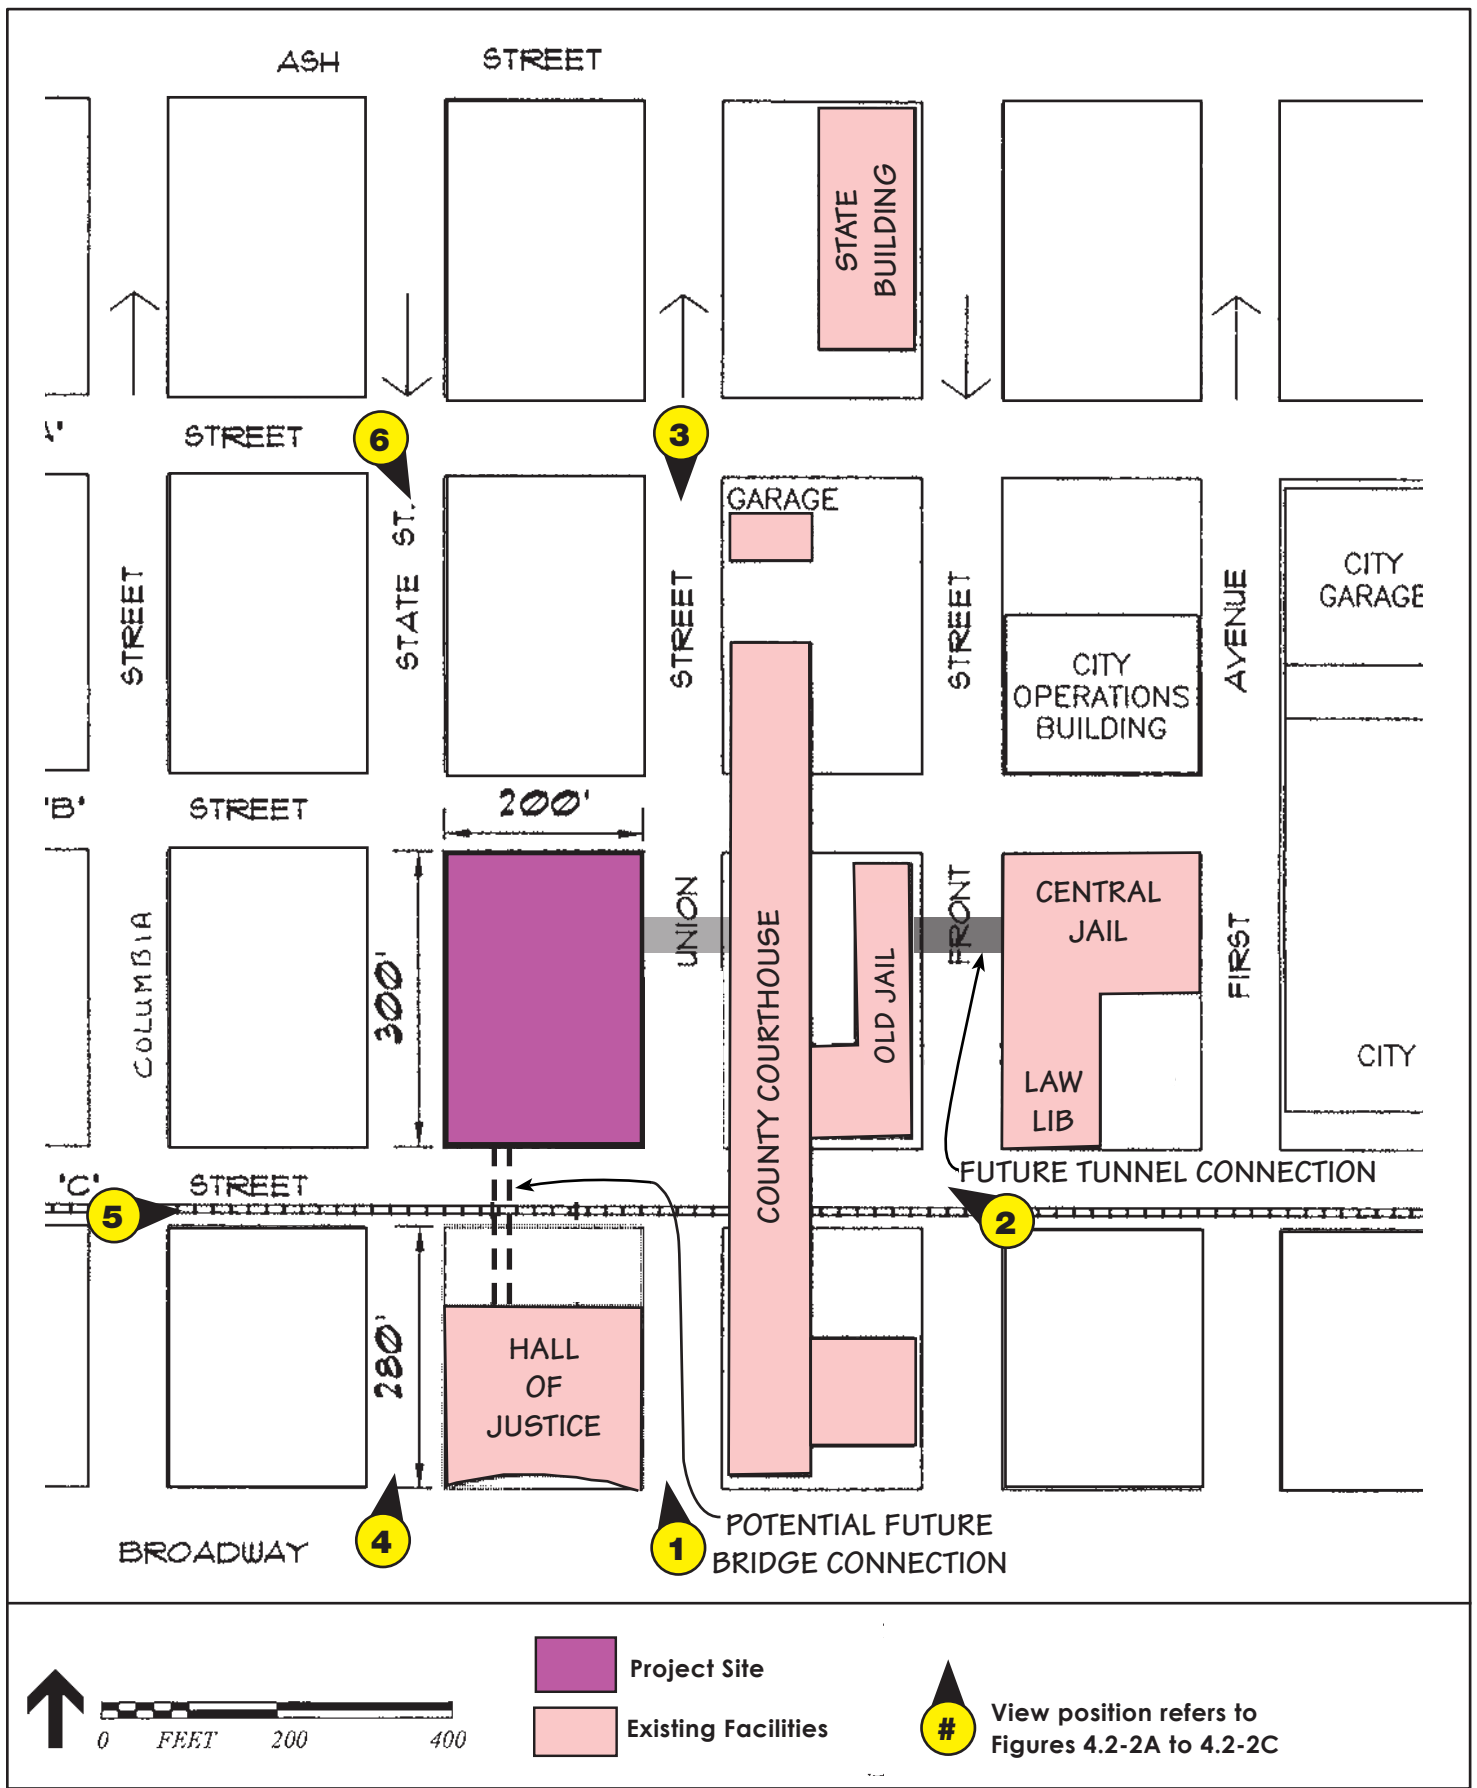 ASH STREET
STATE
BUILDING
STREET
6
3
GARAGE
STATE ST.
STREET
STREET
STREET
AVENUE
CITY
GARAGE
CITY
OPERATIONS
BUILDING
'B' STREET
200'
300'
COLUMBIA
UNION
COUNTY COURTHOUSE
OLD JAIL
FRONT
CENTRAL
JAIL
LAW
LIB
FIRST
CITY
'C' STREET
FUTURE TUNNEL CONNECTION
5
2
280'
HALL
OF
JUSTICE
4
1
POTENTIAL FUTURE
BRIDGE CONNECTION
BROADWAY
0 FEET 200 400
Project Site
Existing Facilities
#
View position refers to
Figures 4.2-2A to 4.2-2C